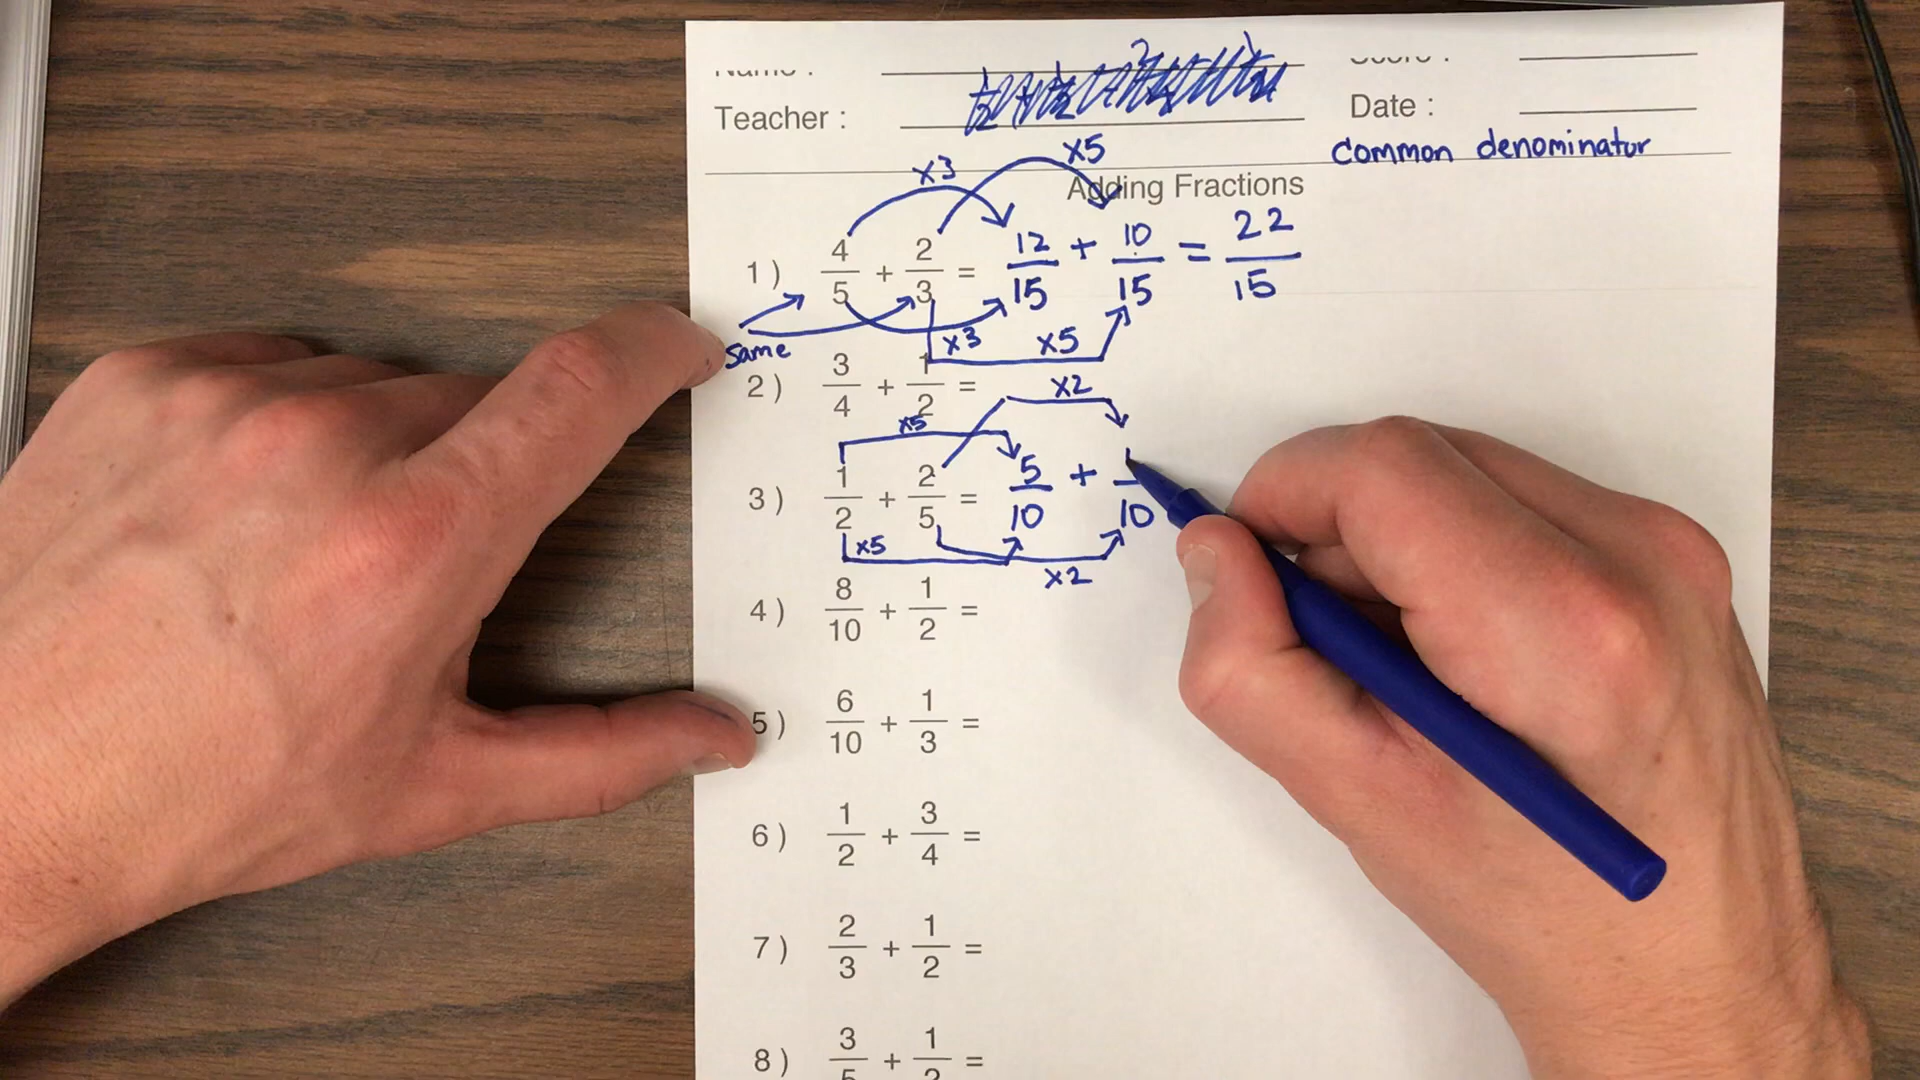 Teacher :
Date :
Common denominator
x3 x5
Adding Fractions
1) 4/5 + 2/3 = 12/15 + 10/15 = 22/15
Same x3 x5
2) 3/4 + 1/2 =
x5 x2
3) 1/2 + 2/5 = 5/10 + /10
x5 x2
4) 8/10 + 1/2 =
5) 6/10 + 1/3 =
6) 1/2 + 3/4 =
7) 2/3 + 1/2 =
8) 3/5 + 1/2 =